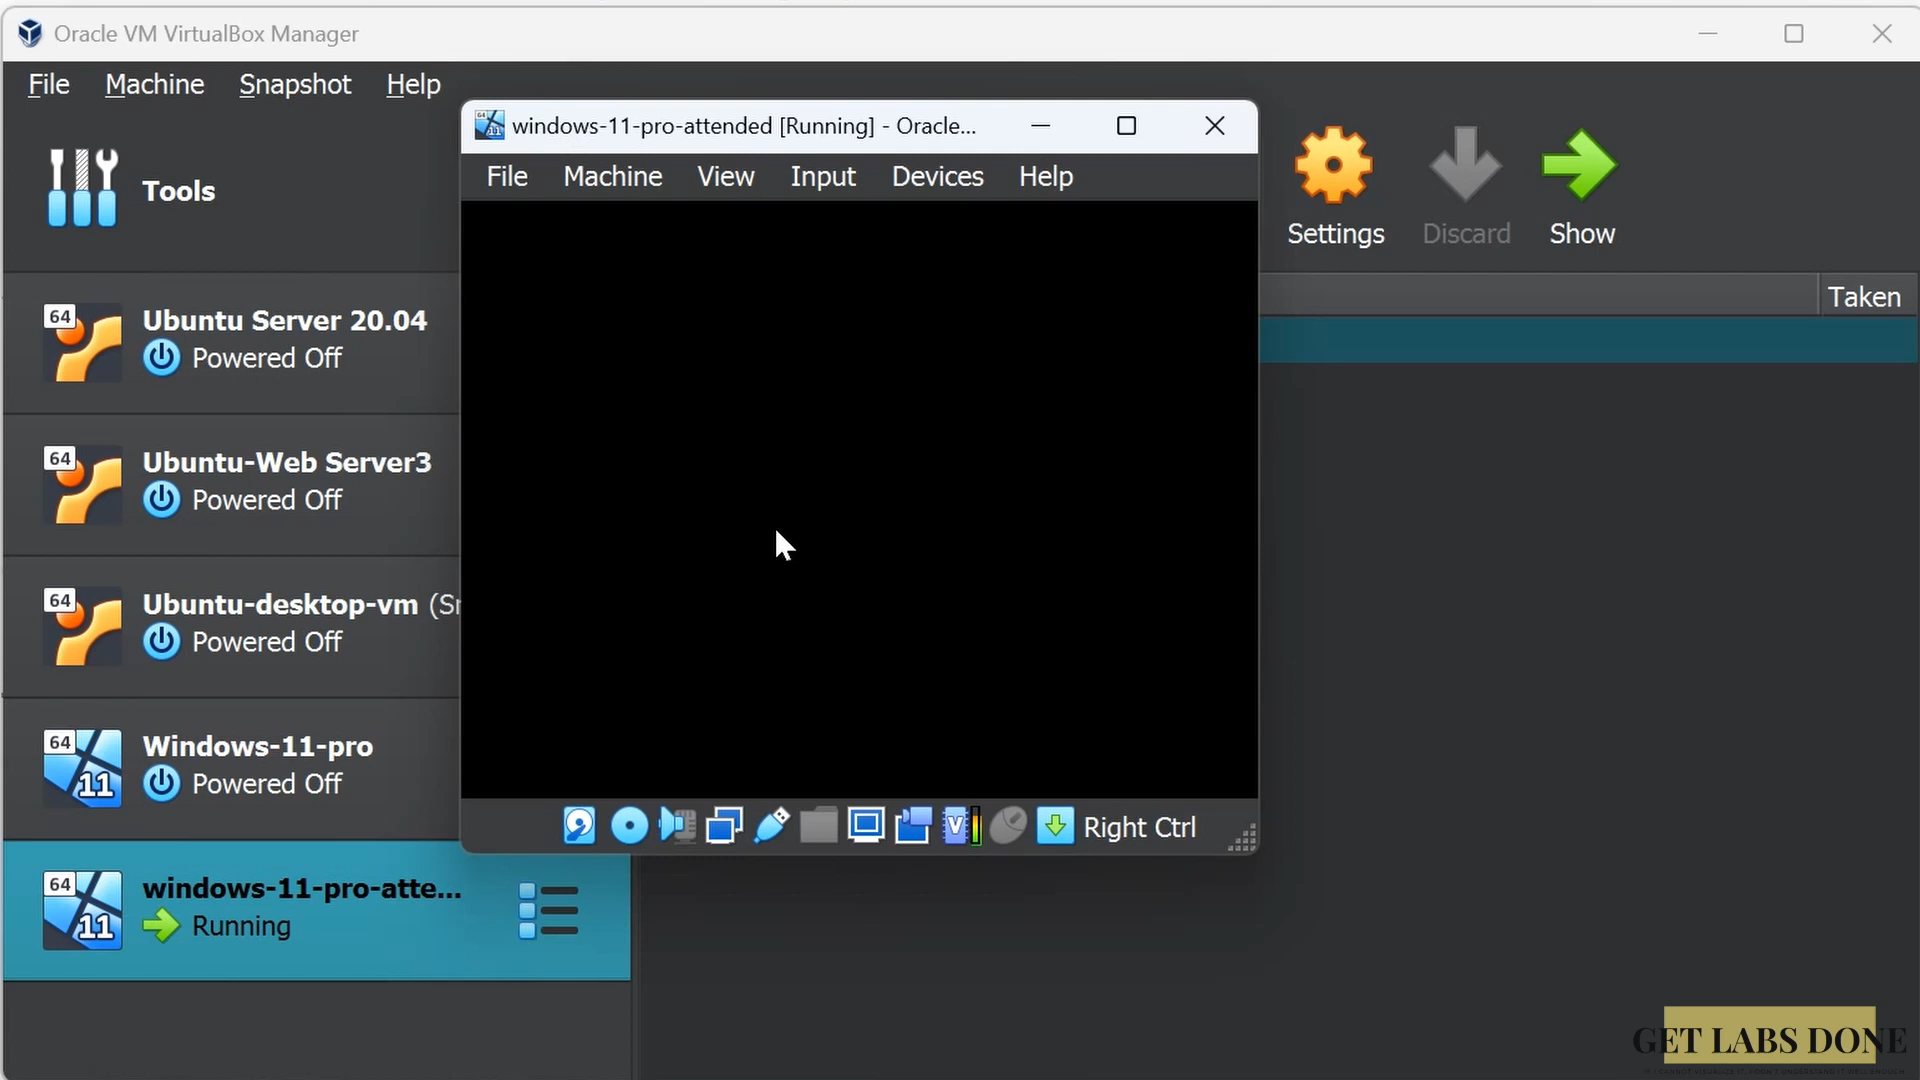 Oracle VM VirtualBox Manager
File Machine Snapshot Help
windows-11-pro-attended [Running] - Oracle...
File Machine View Input Devices Help
Tools
Settings Discard Show
Taken
64 Ubuntu Server 20.04
Powered Off
64 Ubuntu-Web Server3
Powered Off
64 Ubuntu-desktop-vm (Sn
Powered Off
64 11 Windows-11-pro
Powered Off
V Right Ctrl
64 11 windows-11-pro-atte...
Running
GET LABS DONE